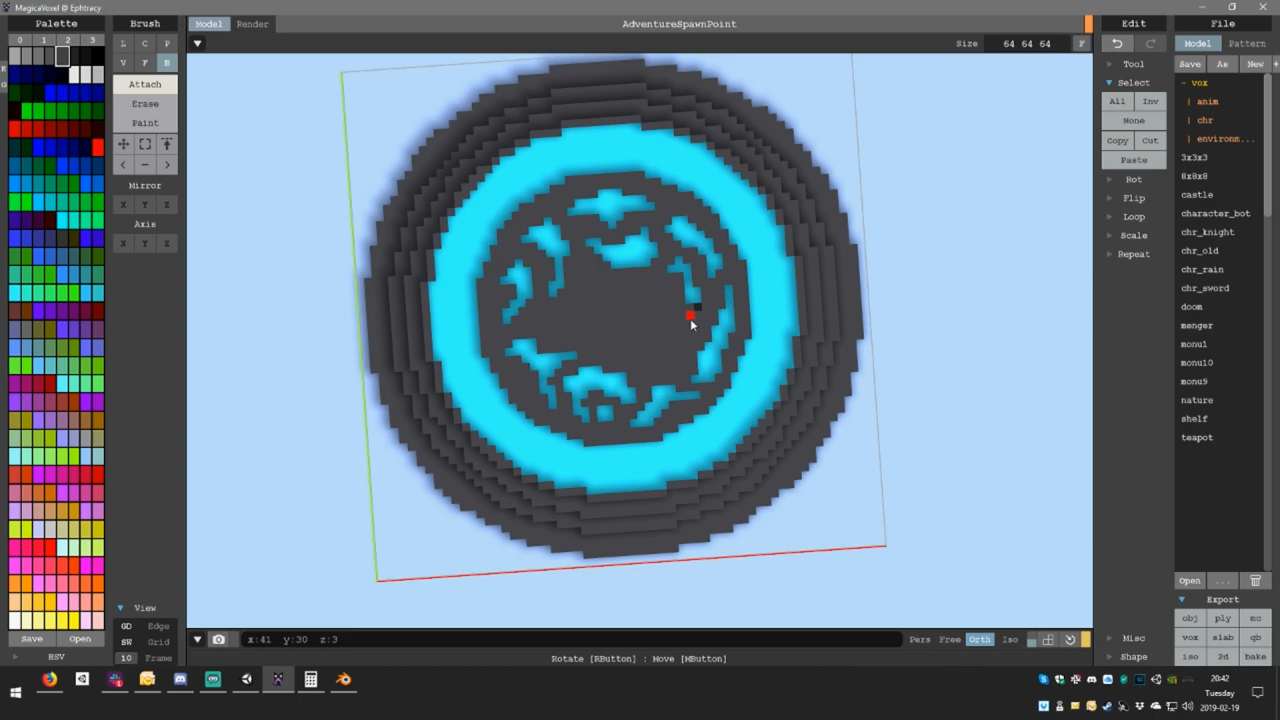 MagicaVoxel @ Ephtracy
Palette
Brush
Model
Render
AdventureSpawnPoint
Edit
File
0 1 2 3
L C P
Size 64 64 64 F
Model
Pattern
V F B
Tool
Save As New +
Attach
Select
- vox
Erase
All Inv
| anim
Paint
None
| chr
Copy Cut
| environm...
Paste
3x3x3
Mirror
Rot
8x8x8
X Y Z
Flip
castle
Axis
Loop
character_bot
X Y Z
Scale
chr_knight
Repeat
chr_old
chr_rain
chr_sword
doom
menger
monu1
monu10
monu9
nature
shelf
teapot
Open ...
View
Export
GD Edge
obj ply mc
Save Open
SW Grid
x:41 y:30 z:3
Pers Free Orth Iso
Misc
vox slab qb
HSV
10 Frame
Rotate [RButton] : Move [MButton]
Shape
iso 2d bake
20:42
Tuesday
2019-02-19